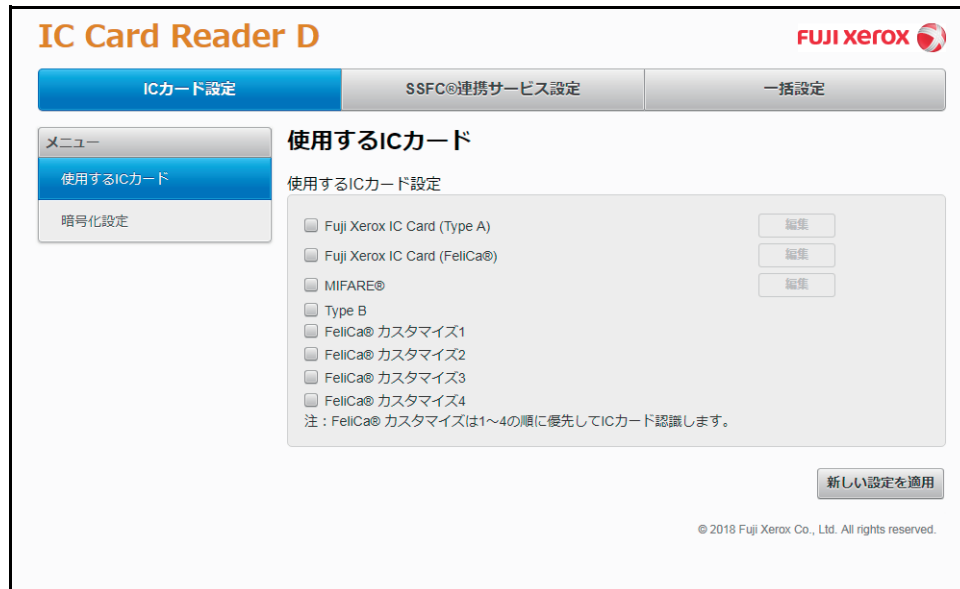 IC Card Reader D
FUJI xerox
ICカード設定
SSFC®連携サービス設定
一括設定
メニュー
使用するICカード
暗号化設定
使用するICカード
使用するICカード設定
Fuji Xerox IC Card (Type A) 編集
Fuji Xerox IC Card (FeliCa®) 編集
MIFARE® 編集
Type B
FeliCa® カスタマイズ1
FeliCa® カスタマイズ2
FeliCa® カスタマイズ3
FeliCa® カスタマイズ4
注：FeliCa® カスタマイズは1～4の順に優先してICカード認識します。
新しい設定を適用
© 2018 Fuji Xerox Co., Ltd. All rights reserved.